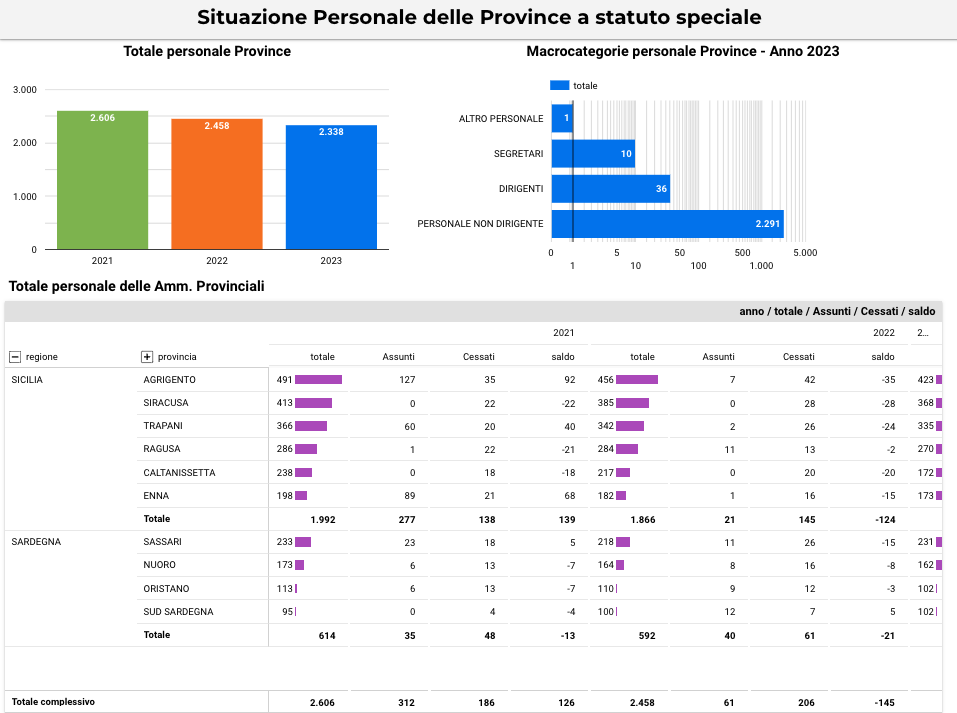 Situazione Personale delle Province a statuto speciale
Totale personale Province
3.000
2.000
1.000
0
2.606
2.458
2.338
2021 2022 2023
Macrocategorie personale Province - Anno 2023
totale
ALTRO PERSONALE 1
SEGRETARI 10
DIRIGENTI 36
PERSONALE NON DIRIGENTE 2.291
0 5 50 500 5.000
1 10 100 1.000
Totale personale delle Amm. Provinciali
anno / totale / Assunti / Cessati / saldo
2021 2022 2...
regione provincia totale Assunti Cessati saldo totale Assunti Cessati saldo
SICILIA AGRIGENTO 491 127 35 92 456 7 42 -35 423
SIRACUSA 413 0 22 -22 385 0 28 -28 368
TRAPANI 366 60 20 40 342 2 26 -24 335
RAGUSA 286 1 22 -21 284 11 13 -2 270
CALTANISSETTA 238 0 18 -18 217 0 20 -20 172
ENNA 198 89 21 68 182 1 16 -15 173
Totale 1.992 277 138 139 1.866 21 145 -124
SARDEGNA SASSARI 233 23 18 5 218 11 26 -15 231
NUORO 173 6 13 -7 164 8 16 -8 162
ORISTANO 113 6 13 -7 110 9 12 -3 102
SUD SARDEGNA 95 0 4 -4 100 12 7 5 102
Totale 614 35 48 -13 592 40 61 -21
Totale complessivo 2.606 312 186 126 2.458 61 206 -145